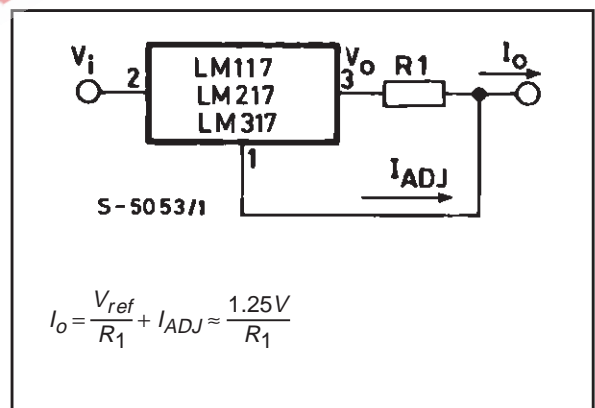 Vi 2 LM117 Vo R1 Io
LM217 3
LM317
1
IADJ
S-5053/1
Io = Vref / R1 + IADJ ≈ 1.25V / R1